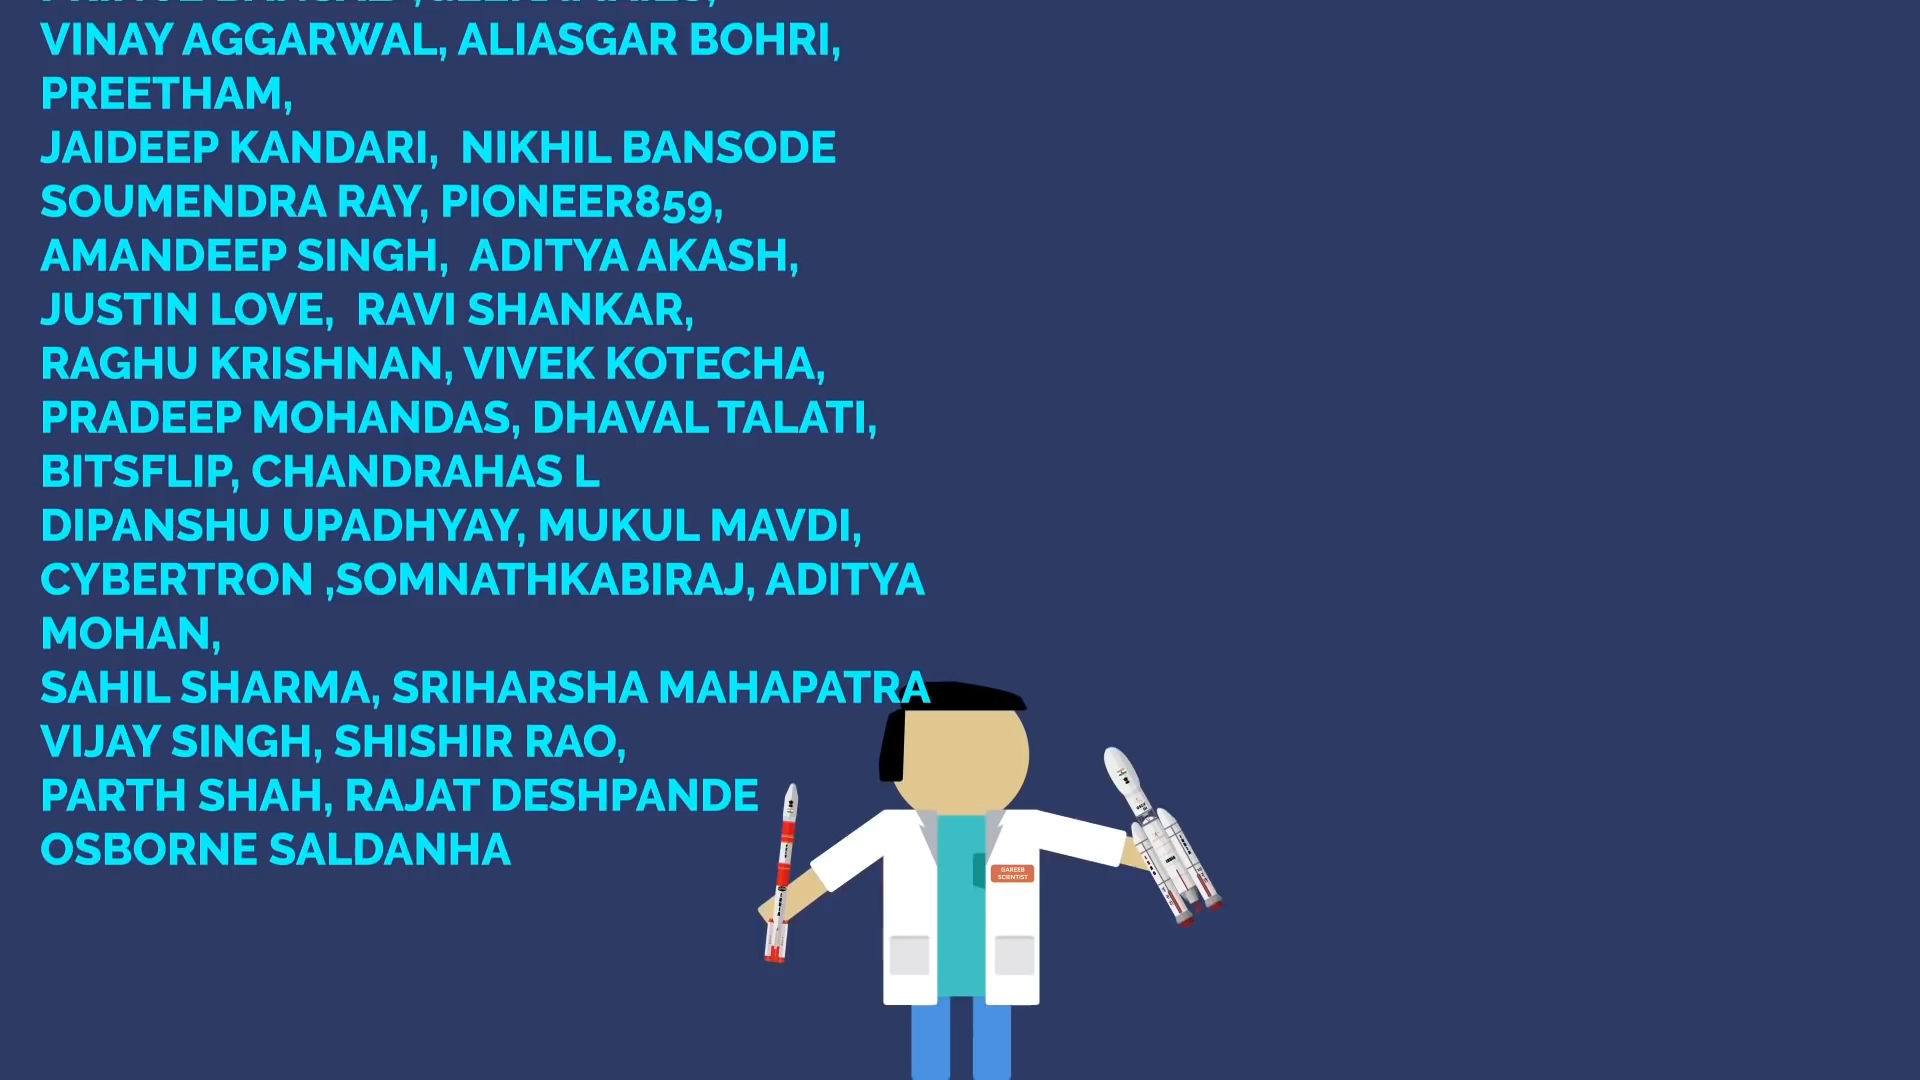 VINAY AGGARWAL, ALIASGAR BOHRI,
PREETHAM,
JAIDEEP KANDARI,  NIKHIL BANSODE
SOUMENDRA RAY, PIONEER859,
AMANDEEP SINGH,  ADITYA AKASH,
JUSTIN LOVE,  RAVI SHANKAR,
RAGHU KRISHNAN, VIVEK KOTECHA,
PRADEEP MOHANDAS, DHAVAL TALATI,
BITSFLIP, CHANDRAHAS L
DIPANSHU UPADHYAY, MUKUL MAVDI,
CYBERTRON ,SOMNATHKABIRAJ, ADITYA
MOHAN,
SAHIL SHARMA, SRIHARSHA MAHAPATRA
VIJAY SINGH, SHISHIR RAO,
PARTH SHAH, RAJAT DESHPANDE
OSBORNE SALDANHA
GAREEB
SCIENTIST